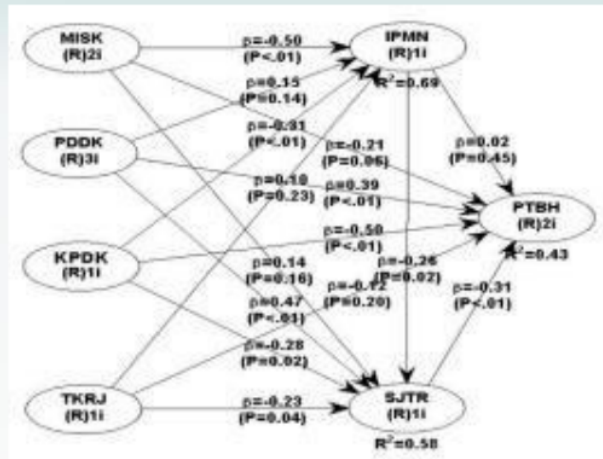 MISK
(R)2i
IPMN
(R)1i
β=-0.50
(P<.01)
R²=0.69
β=0.15
(P=0.14)
PDDK
(R)3i
β=-0.31
(P<.01)
β=-0.21
(P=0.06)
β=0.02
(P=0.45)
β=0.10
(P=0.23)
β=0.39
(P<.01)
PTBH
(R)2i
R²=0.43
KPDK
(R)1i
β=-0.50
(P<.01)
β=0.14
(P=0.16)
β=-0.26
(P=0.02)
β=-0.12
(P=0.20)
β=0.47
(P<.01)
β=-0.31
(P<.01)
β=-0.28
(P=0.02)
TKRJ
(R)1i
β=-0.23
(P=0.04)
SJTR
(R)1i
R²=0.58